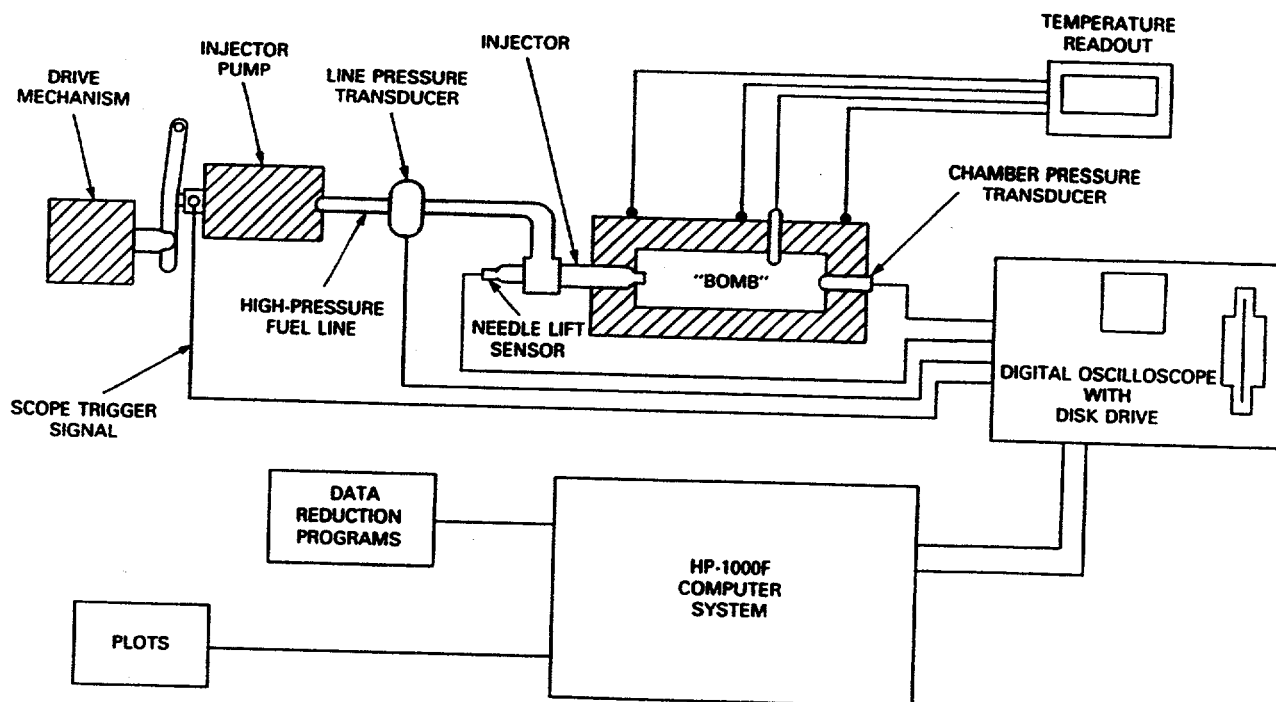 DRIVE
MECHANISM
INJECTOR
PUMP
LINE PRESSURE
TRANSDUCER
INJECTOR
TEMPERATURE
READOUT
CHAMBER PRESSURE
TRANSDUCER
"BOMB"
HIGH-PRESSURE
FUEL LINE
NEEDLE LIFT
SENSOR
SCOPE TRIGGER
SIGNAL
DIGITAL OSCILLOSCOPE
WITH
DISK DRIVE
DATA
REDUCTION
PROGRAMS
HP-1000F
COMPUTER
SYSTEM
PLOTS